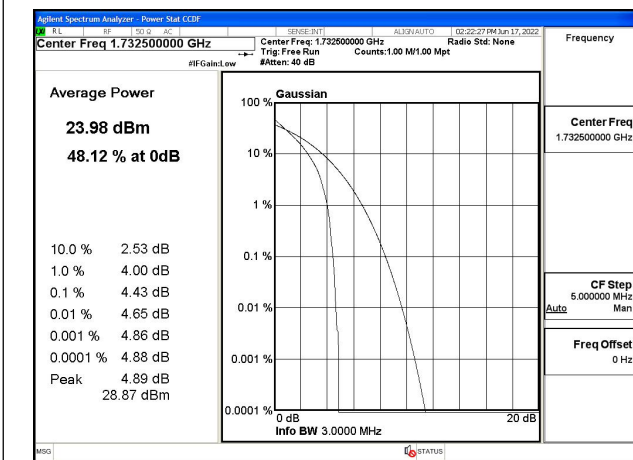 Agilent Spectrum Analyzer - Power Stat CCDF
RL RF 50 Ω AC SENSE:INT ALIGN AUTO 02:22:27 PM Jun 17, 2022
Center Freq 1.732500000 GHz
Center Freq: 1.732500000 GHz Radio Std: None
Trig: Free Run Counts:1.00 M/1.00 Mpt
#IFGain:Low #Atten: 40 dB
Frequency
Average Power
23.98 dBm
48.12 % at 0dB
10.0 % 2.53 dB
1.0 % 4.00 dB
0.1 % 4.43 dB
0.01 % 4.65 dB
0.001 % 4.86 dB
0.0001 % 4.88 dB
Peak 4.89 dB
28.87 dBm
Gaussian
100 %
10 %
1 %
0.1 %
0.01 %
0.001 %
0.0001 %
0 dB 20 dB
Info BW 3.0000 MHz
Center Freq
1.732500000 GHz
CF Step
5.000000 MHz
Auto Man
Freq Offset
0 Hz
MSG STATUS